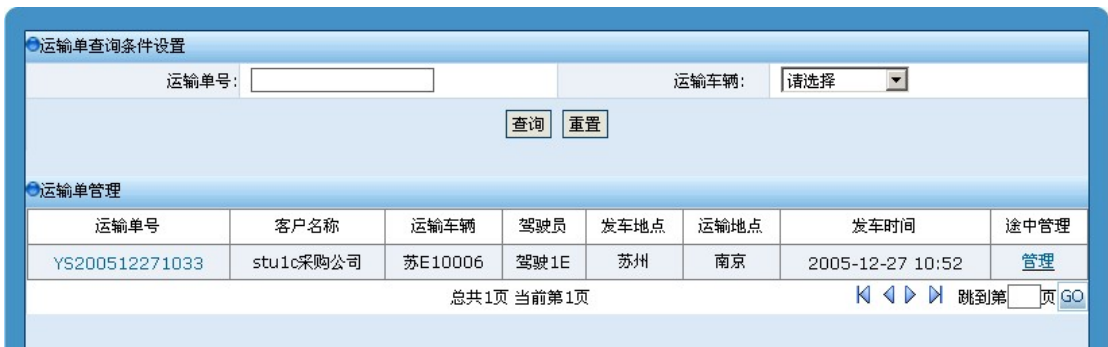 运输单查询条件设置
运输单号: 运输车辆: 请选择
查询 重置
运输单管理
运输单号 客户名称 运输车辆 驾驶员 发车地点 运输地点 发车时间 途中管理
YS200512271033 stu1c采购公司 苏E10006 驾驶1E 苏州 南京 2005-12-27 10:52 管理
总共1页 当前第1页 跳到第 页 GO